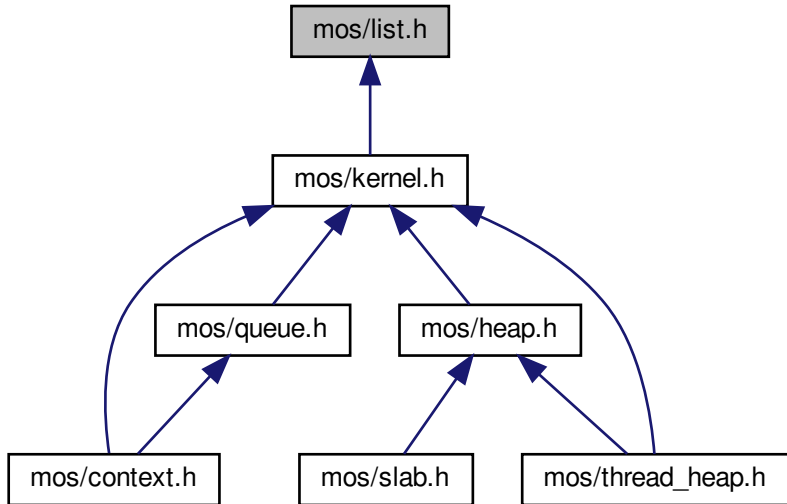 mos/list.h
mos/kernel.h
mos/queue.h
mos/heap.h
mos/context.h
mos/slab.h
mos/thread_heap.h